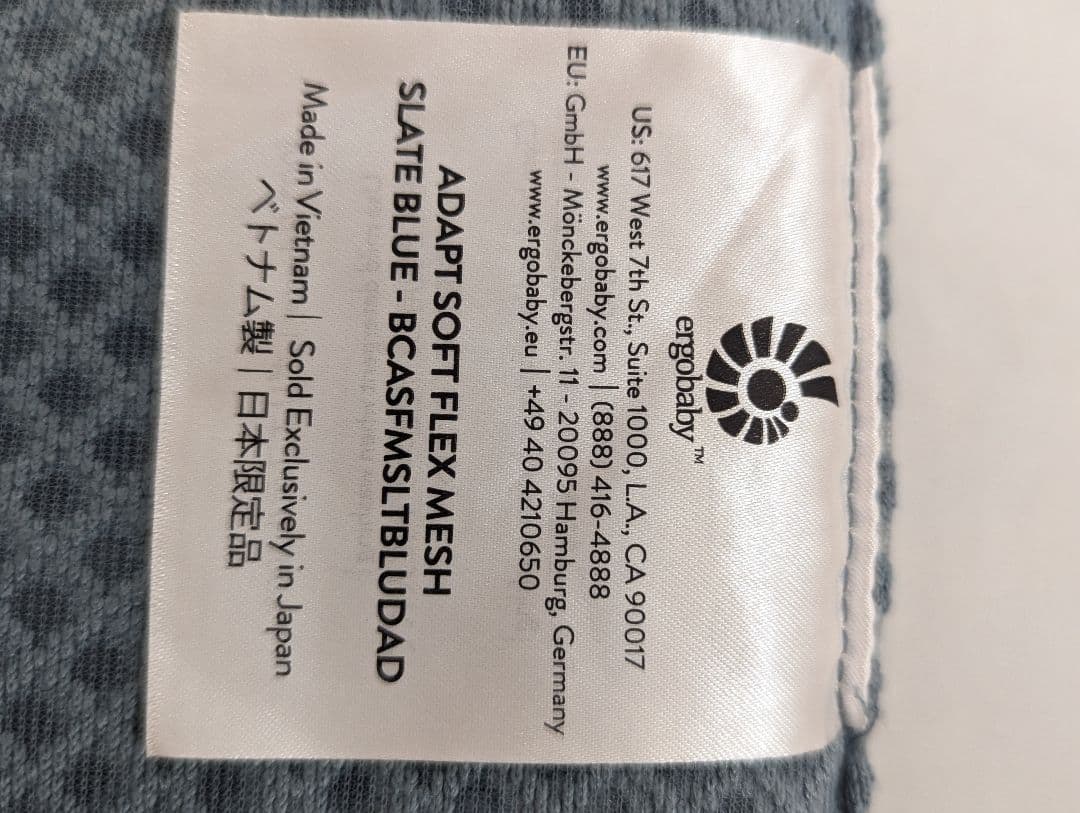 ergobaby™
US: 617 West 7th St., Suite 1000, L.A., CA 90017
www.ergobaby.com | (888) 416-4888
EU: GmbH - Mönckebergstr. 11 - 20095 Hamburg, Germany
www.ergobaby.eu | +49 40 4210650
ADAPT SOFT FLEX MESH
SLATE BLUE - BCASFMSLTBLUDAD
Made in Vietnam | Sold Exclusively in Japan
ベトナム製 | 日本限定品